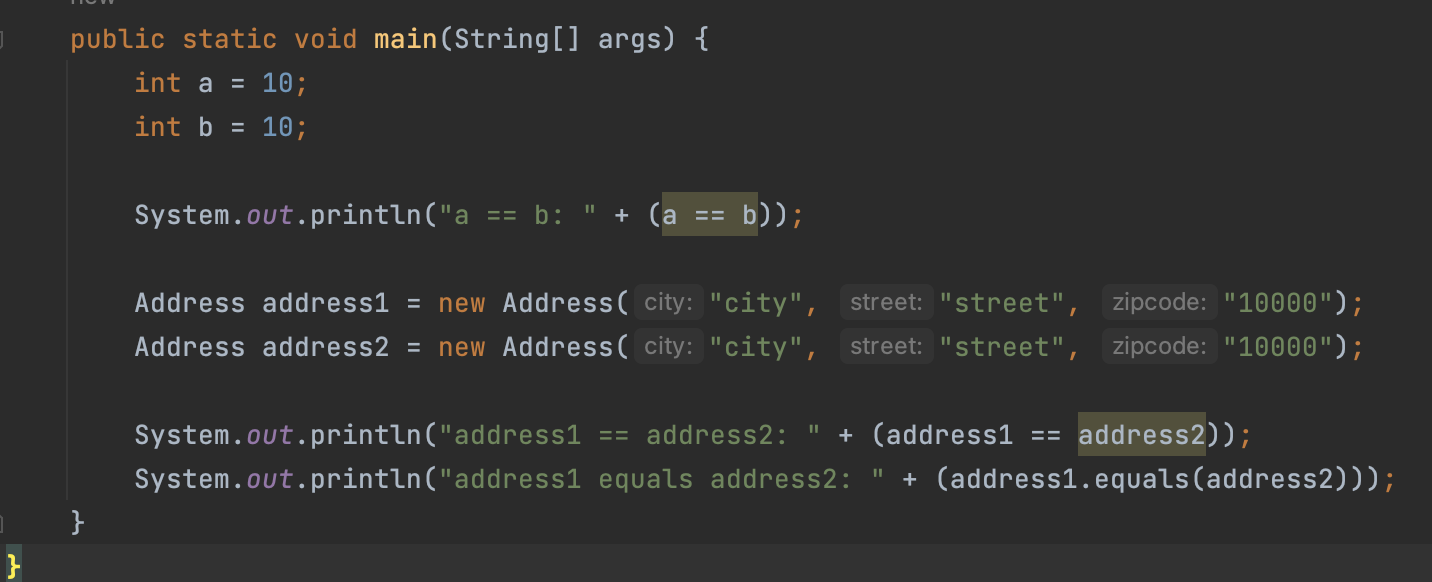 new
public static void main(String[] args) {
int a = 10;
int b = 10;
System.out.println("a == b: " + (a == b));
Address address1 = new Address( city: "city", street: "street", zipcode: "10000");
Address address2 = new Address( city: "city", street: "street", zipcode: "10000");
System.out.println("address1 == address2: " + (address1 == address2));
System.out.println("address1 equals address2: " + (address1.equals(address2)));
}
}